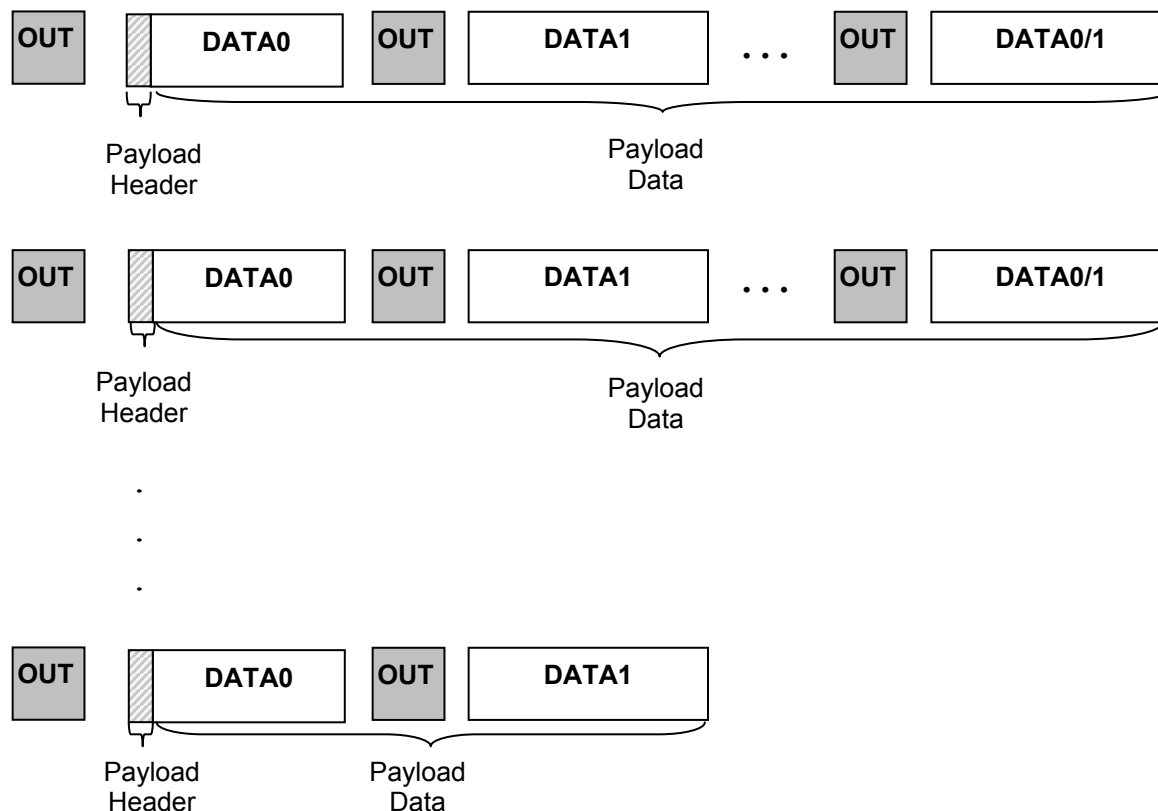 OUT DATA0 OUT DATA1 ... OUT DATA0/1
Payload
Header
Payload
Data
OUT DATA0 OUT DATA1 ... OUT DATA0/1
Payload
Header
Payload
Data
.
.
.
OUT DATA0 OUT DATA1
Payload
Header
Payload
Data